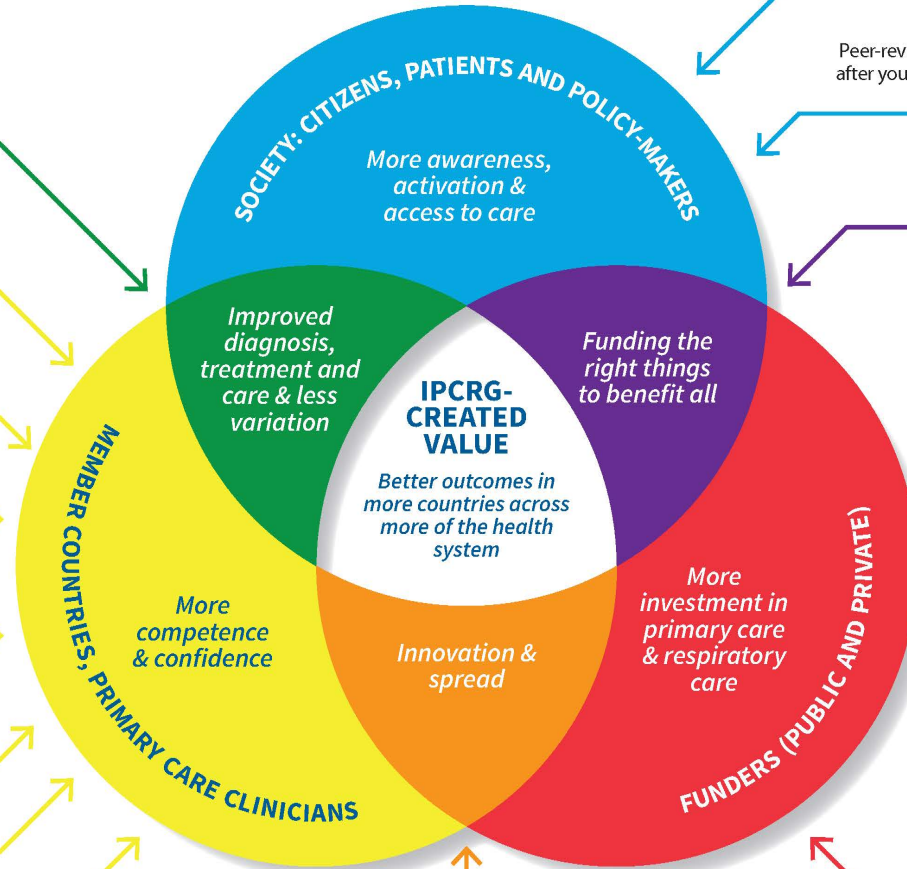 Peer-rev
after you
SOCIETY: CITIZENS, PATIENTS AND POLICY-MAKERS
More awareness,
activation &
access to care
Improved
diagnosis,
treatment and
care & less
variation
Funding the
right things
to benefit all
IPCRG-
CREATED
VALUE
Better outcomes in
more countries across
more of the health
system
MEMBER COUNTRIES, PRIMARY CARE CLINICIANS
More
competence
& confidence
Innovation &
spread
More
investment in
primary care
& respiratory
care
FUNDERS (PUBLIC AND PRIVATE)